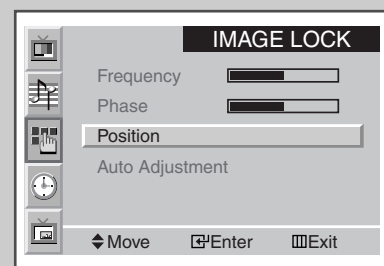 IMAGE LOCK
Frequency
Phase
Position
Auto Adjustment
Move Enter Exit